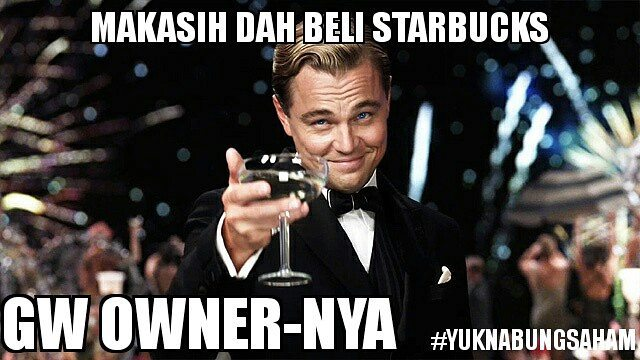 MAKASIH DAH BELI STARBUCKS
GW OWNER-NYA
#YUKNABUNGSAHAM